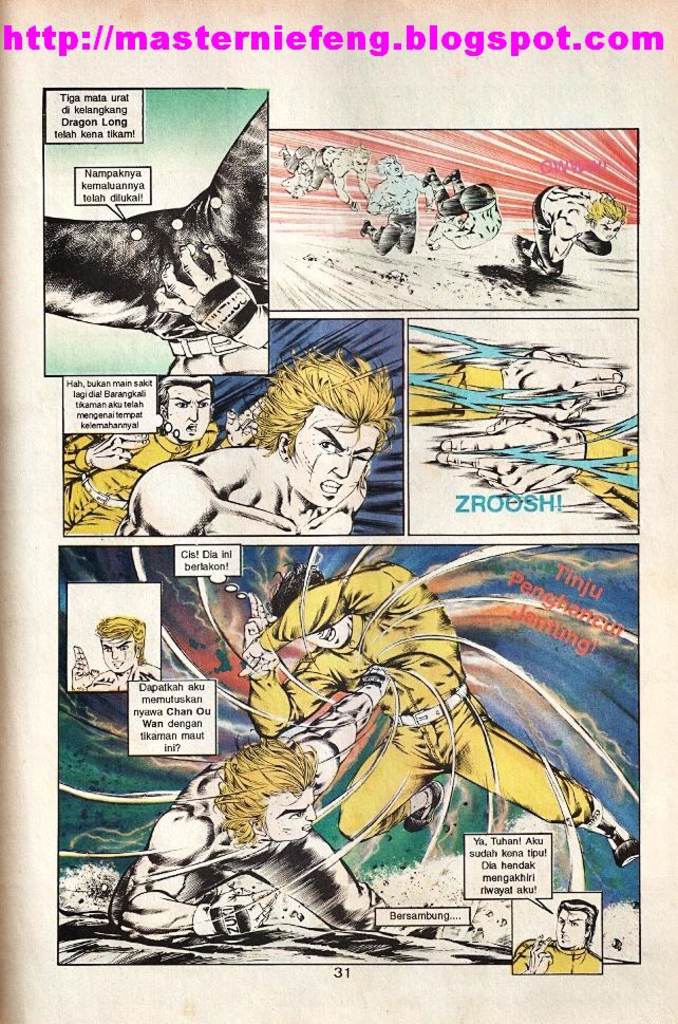 http://masterniefeng.blogspot.com
Tiga mata urat
di kelangkang
Dragon Long
telah kena tikam!
Nampaknya
kemaluannya
telah dilukai!
OWWW!!
Hah, bukan main sakit
lagi dia! Barangkali
tikaman aku telah
mengenai tempat
kelemahannya!
ZROOSH!
Cis! Dia ini
berlakon!
Tinju
Penghancur
Jantung!
Dapatkah aku
memutuskan
nyawa Chan Ou
Wan dengan
tikaman maut
ini?
Ya, Tuhan! Aku
sudah kena tipu!
Dia hendak
mengakhiri
riwayat aku!
Bersambung....
31